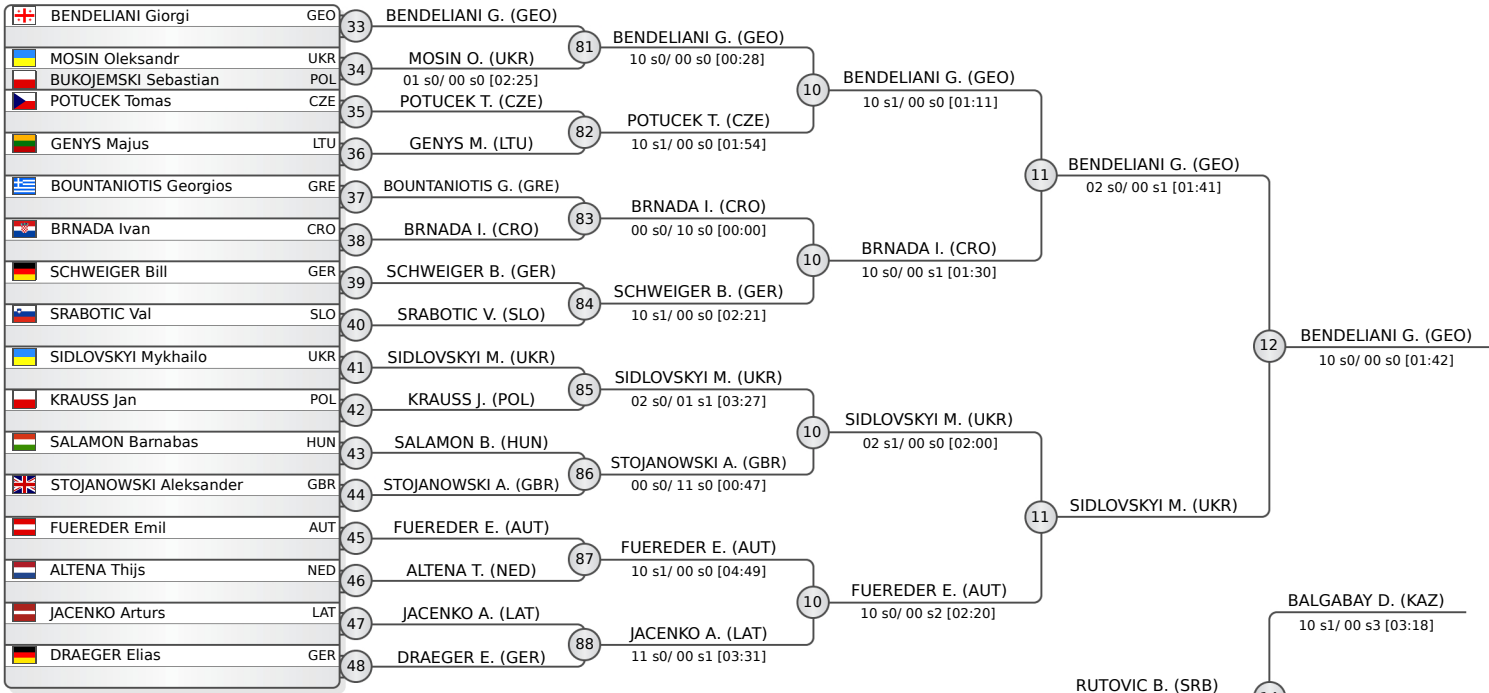 BENDELIANI Giorgi GEO
MOSIN Oleksandr UKR
BUKOJEMSKI Sebastian POL
POTUCEK Tomas CZE
GENYS Majus LTU
BOUNTANIOTIS Georgios GRE
BRNADA Ivan CRO
SCHWEIGER Bill GER
SRABOTIC Val SLO
SIDLOVSKYI Mykhailo UKR
KRAUSS Jan POL
SALAMON Barnabas HUN
STOJANOWSKI Aleksander GBR
FUEREDER Emil AUT
ALTENA Thijs NED
JACENKO Arturs LAT
DRAEGER Elias GER
33
34
35
36
37
38
39
40
41
42
43
44
45
46
47
48
BENDELIANI G. (GEO)
MOSIN O. (UKR)
01 s0/ 00 s0 [02:25]
POTUCEK T. (CZE)
GENYS M. (LTU)
BOUNTANIOTIS G. (GRE)
BRNADA I. (CRO)
SCHWEIGER B. (GER)
SRABOTIC V. (SLO)
SIDLOVSKYI M. (UKR)
KRAUSS J. (POL)
SALAMON B. (HUN)
STOJANOWSKI A. (GBR)
FUEREDER E. (AUT)
ALTENA T. (NED)
JACENKO A. (LAT)
DRAEGER E. (GER)
81
82
83
84
85
86
87
88
BENDELIANI G. (GEO)
10 s0/ 00 s0 [00:28]
POTUCEK T. (CZE)
10 s1/ 00 s0 [01:54]
BRNADA I. (CRO)
00 s0/ 10 s0 [00:00]
SCHWEIGER B. (GER)
10 s1/ 00 s0 [02:21]
SIDLOVSKYI M. (UKR)
02 s0/ 01 s1 [03:27]
STOJANOWSKI A. (GBR)
00 s0/ 11 s0 [00:47]
FUEREDER E. (AUT)
10 s1/ 00 s0 [04:49]
JACENKO A. (LAT)
11 s0/ 00 s1 [03:31]
10
10
10
10
BENDELIANI G. (GEO)
10 s1/ 00 s0 [01:11]
BRNADA I. (CRO)
10 s0/ 00 s1 [01:30]
SIDLOVSKYI M. (UKR)
02 s1/ 00 s0 [02:00]
FUEREDER E. (AUT)
10 s0/ 00 s2 [02:20]
11
11
BENDELIANI G. (GEO)
02 s0/ 00 s1 [01:41]
SIDLOVSKYI M. (UKR)
12
BENDELIANI G. (GEO)
10 s0/ 00 s0 [01:42]
BALGABAY D. (KAZ)
10 s1/ 00 s3 [03:18]
RUTOVIC B. (SRB)